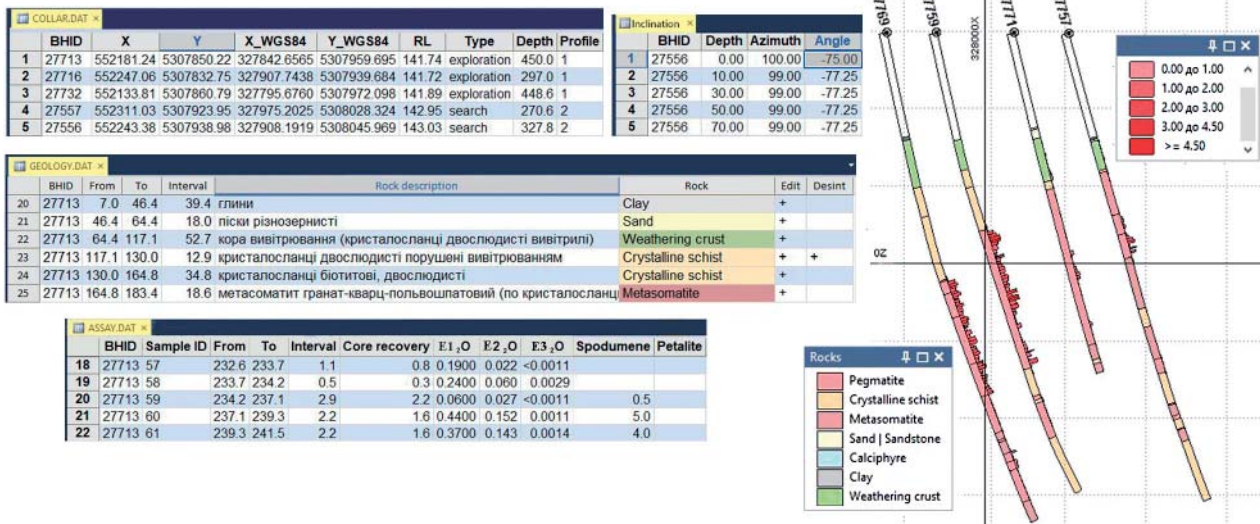 COLLAR.DAT ×
BHID X Y X_WGS84 Y_WGS84 RL Type Depth Profile
1 27713 552181.24 5307850.22 327842.6565 5307959.695 141.74 exploration 450.0 1
2 27716 552247.06 5307832.75 327907.7438 5307939.684 141.72 exploration 297.0 1
3 27732 552133.81 5307860.79 327795.6760 5307972.098 141.89 exploration 448.6 1
4 27557 552311.03 5307923.95 327975.2025 5308028.324 142.95 search 270.6 2
5 27556 552243.38 5307938.98 327908.1919 5308045.969 143.03 search 327.8 2
Inclination ×
BHID Depth Azimuth Angle
1 27556 0.00 100.00 -75.00
2 27556 10.00 99.00 -77.25
3 27556 30.00 99.00 -77.25
4 27556 50.00 99.00 -77.25
5 27556 70.00 99.00 -77.25
GEOLOGY.DAT ×
BHID From To Interval Rock description Rock Edit Desint
20 27713 7.0 46.4 39.4 глини Clay +
21 27713 46.4 64.4 18.0 піски різнозернисті Sand +
22 27713 64.4 117.1 52.7 кора вивітрювання (кристалосланці двослюдисті вивітрилі) Weathering crust +
23 27713 117.1 130.0 12.9 кристалосланці двослюдисті порушені вивітрюванням Crystalline schist + +
24 27713 130.0 164.8 34.8 кристалосланці біотитові, двослюдисті Crystalline schist +
25 27713 164.8 183.4 18.6 метасоматит гранат-кварц-польвошпатовий (по кристалосланц Metasomatite +
ASSAY.DAT ×
BHID Sample ID From To Interval Core recovery E1₂O E2₂O E3₂O Spodumene Petalite
18 27713 57 232.6 233.7 1.1 0.8 0.1900 0.022 <0.0011
19 27713 58 233.7 234.2 0.5 0.3 0.2400 0.060 0.0029
20 27713 59 234.2 237.1 2.9 2.2 0.0600 0.027 <0.0011 0.5
21 27713 60 237.1 239.3 2.2 1.6 0.4400 0.152 0.0011 5.0
22 27713 61 239.3 241.5 2.2 1.6 0.3700 0.143 0.0014 4.0
7769
7759
328000X
7771
7757
0Z
0.00 до 1.00
1.00 до 2.00
2.00 до 3.00
3.00 до 4.50
>= 4.50
Rocks
Pegmatite
Crystalline schist
Metasomatite
Sand | Sandstone
Calciphyre
Clay
Weathering crust